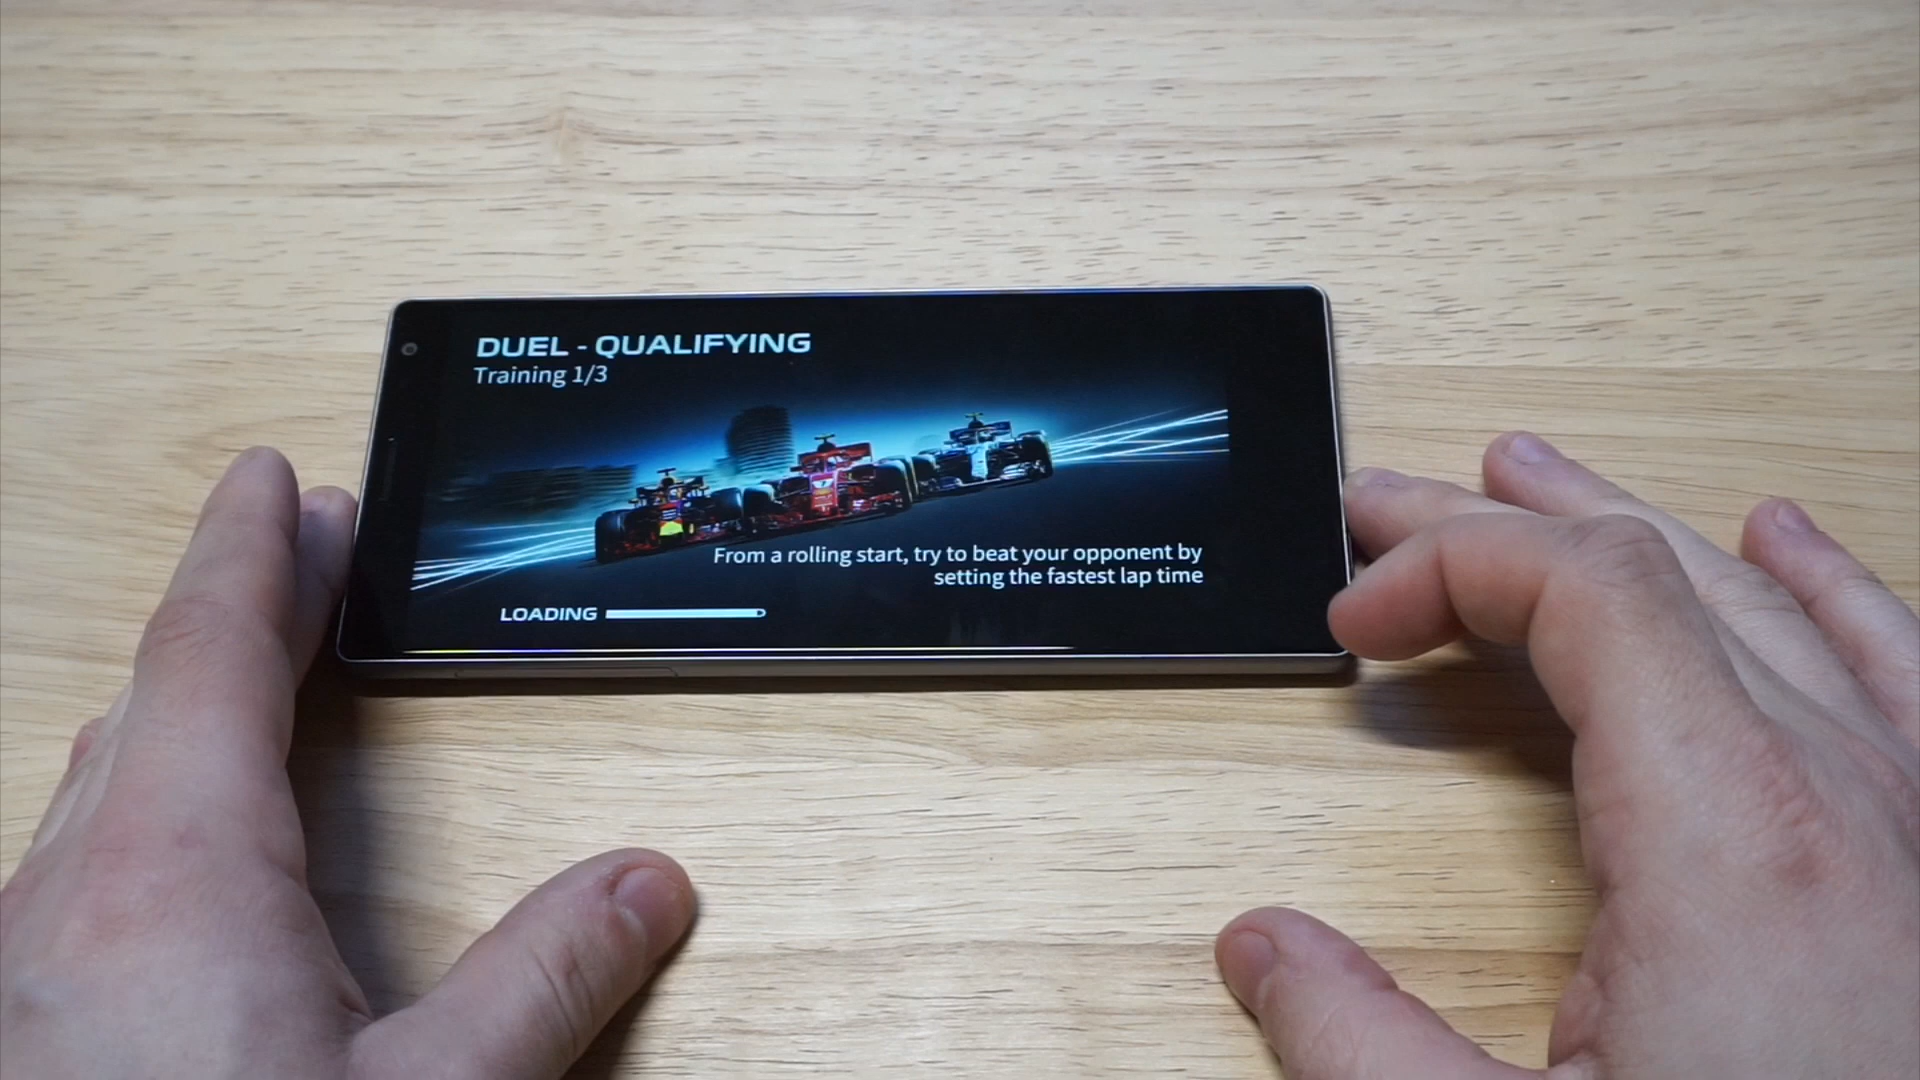 DUEL - QUALIFYING
Training 1/3
From a rolling start, try to beat your opponent by
setting the fastest lap time
LOADING